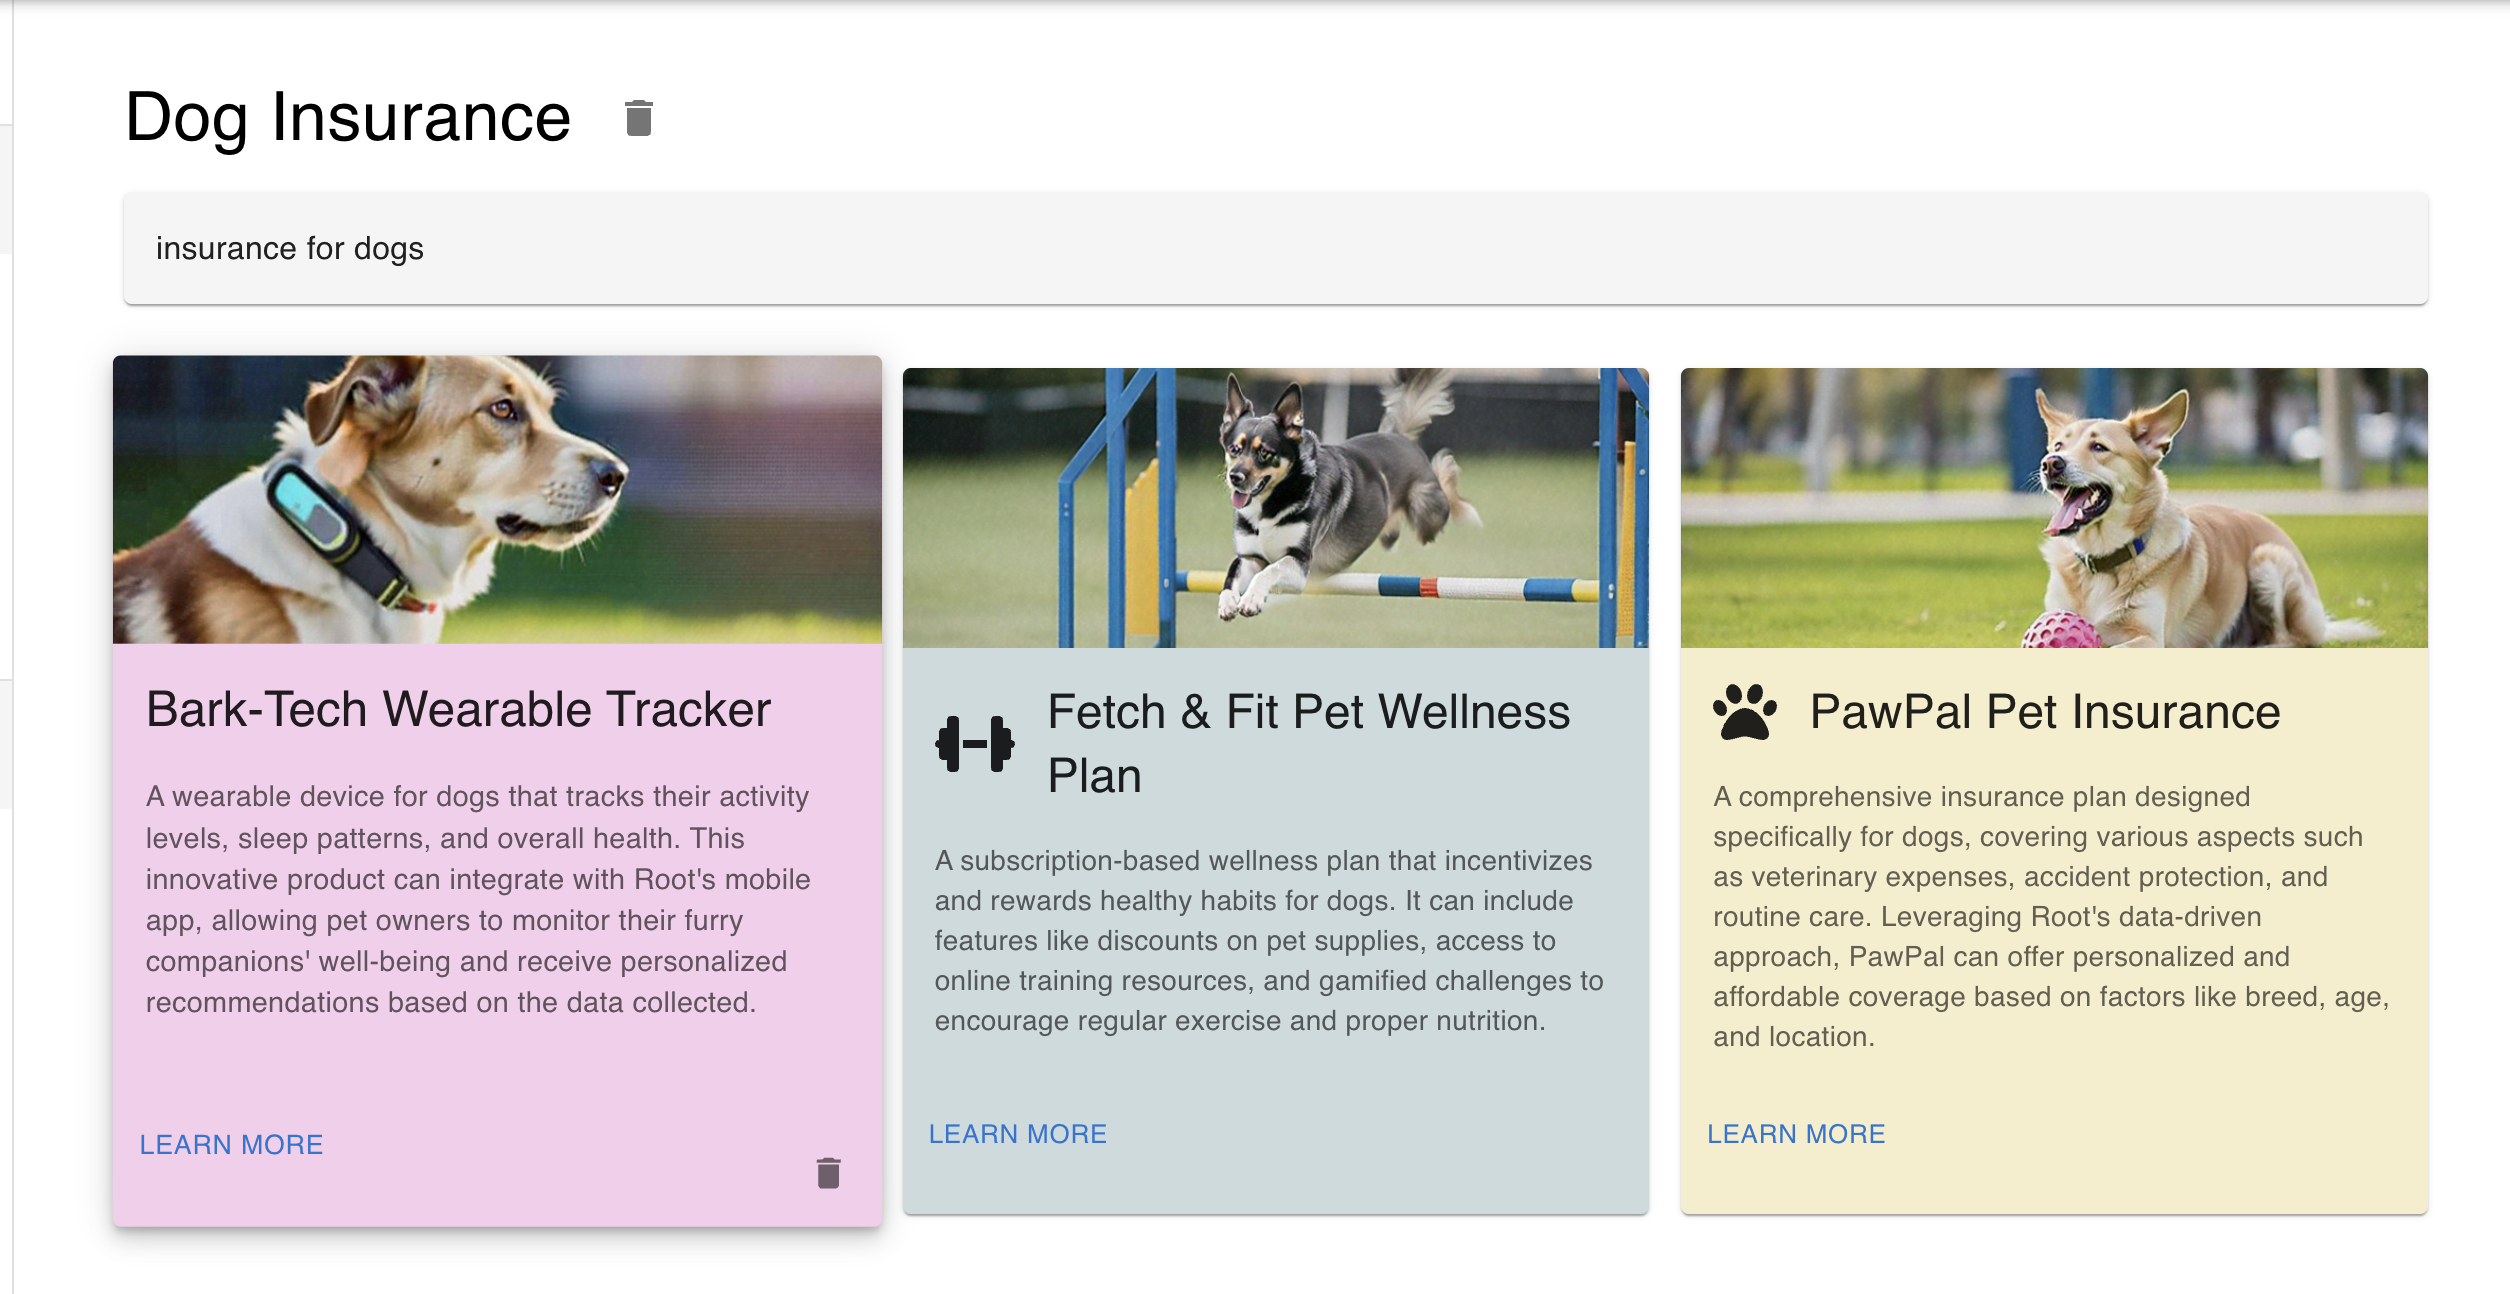 Dog Insurance
insurance for dogs
Bark-Tech Wearable Tracker
A wearable device for dogs that tracks their activity
levels, sleep patterns, and overall health. This
innovative product can integrate with Root's mobile
app, allowing pet owners to monitor their furry
companions' well-being and receive personalized
recommendations based on the data collected.
LEARN MORE
Fetch & Fit Pet Wellness
Plan
A subscription-based wellness plan that incentivizes
and rewards healthy habits for dogs. It can include
features like discounts on pet supplies, access to
online training resources, and gamified challenges to
encourage regular exercise and proper nutrition.
LEARN MORE
PawPal Pet Insurance
A comprehensive insurance plan designed
specifically for dogs, covering various aspects such
as veterinary expenses, accident protection, and
routine care. Leveraging Root's data-driven
approach, PawPal can offer personalized and
affordable coverage based on factors like breed, age,
and location.
LEARN MORE